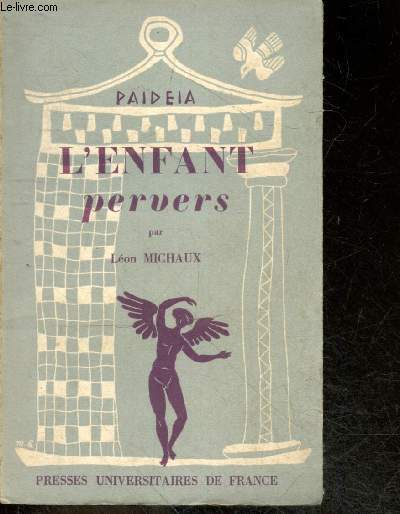 Le-livre.com
PAIDEIA
L'ENFANT
pervers
par
Léon MICHAUX
PRESSES UNIVERSITAIRES DE FRANCE